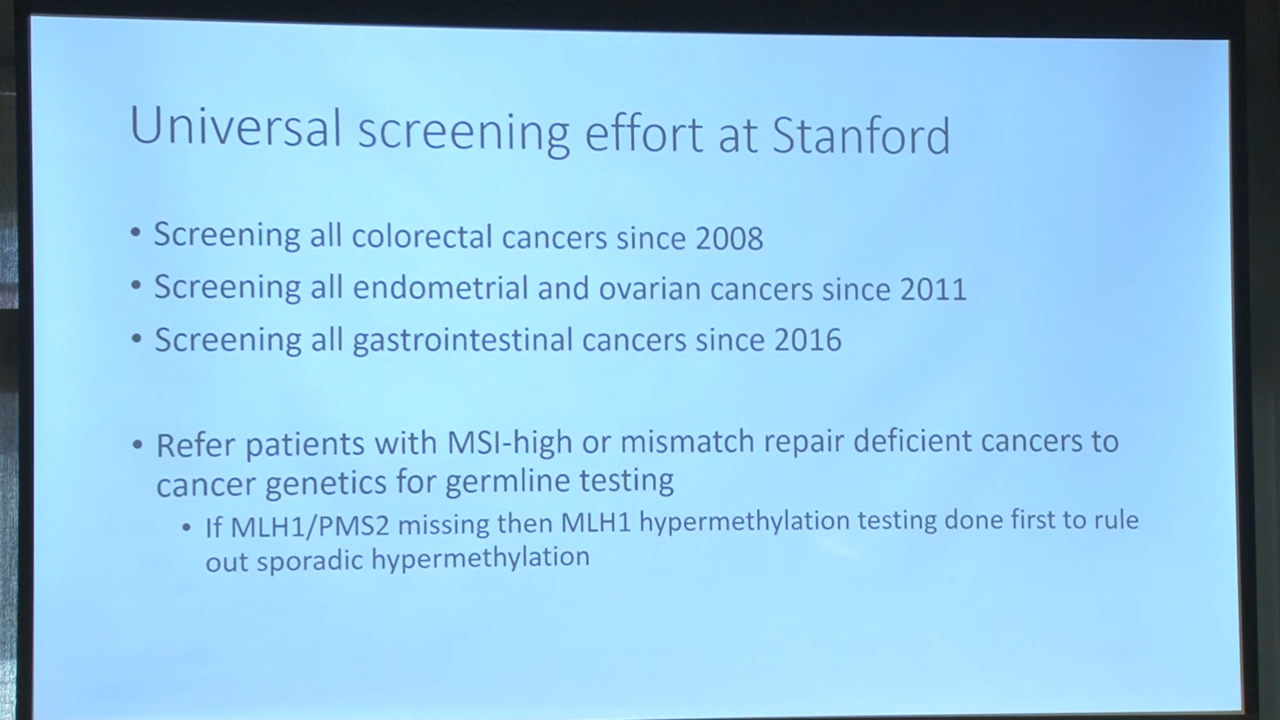 Universal screening effort at Stanford
• Screening all colorectal cancers since 2008
• Screening all endometrial and ovarian cancers since 2011
• Screening all gastrointestinal cancers since 2016
• Refer patients with MSI-high or mismatch repair deficient cancers to
cancer genetics for germline testing
• If MLH1/PMS2 missing then MLH1 hypermethylation testing done first to rule
out sporadic hypermethylation